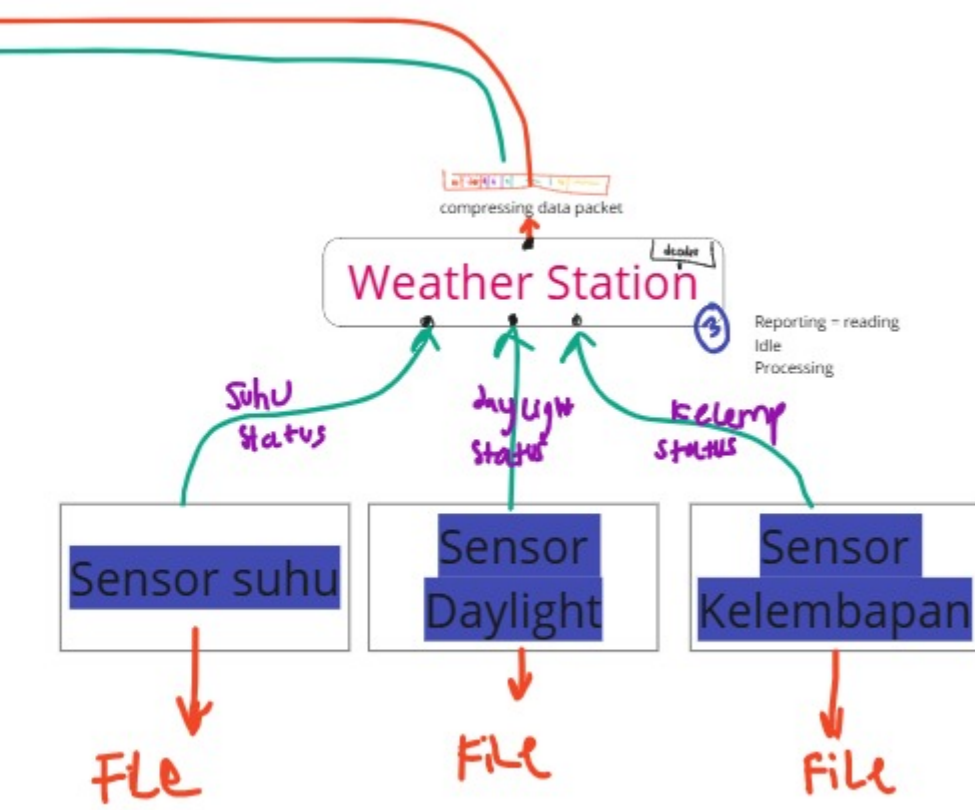 compressing data packet
Weather Station
3
Reporting = reading
Idle
Processing
Suhu
Status
daylight
status
Kelemp
status
Sensor suhu
Sensor
Daylight
Sensor
Kelembapan
File
File
File